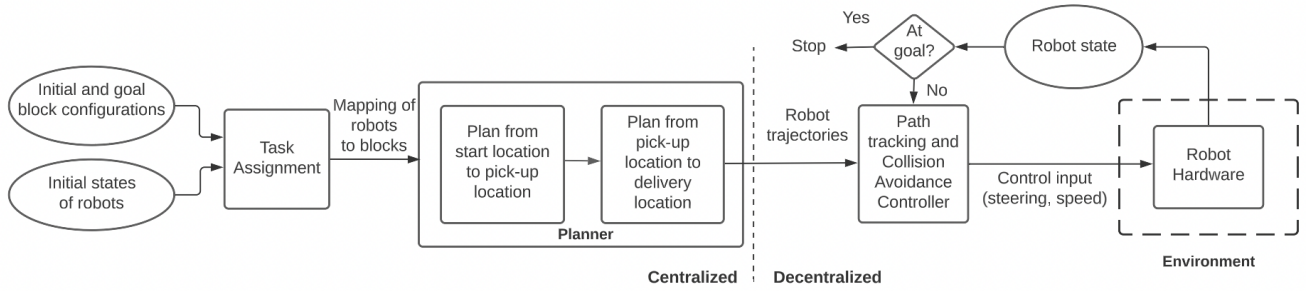 Initial and goal
block configurations
Initial states
of robots
Task
Assignment
Mapping of
robots
to blocks
Plan from
start location
to pick-up
location
Plan from
pick-up
location to
delivery
location
Planner
Centralized
Decentralized
Robot
trajectories
Yes
Stop
At
goal?
No
Robot state
Path
tracking and
Collision
Avoidance
Controller
Control input
(steering, speed)
Robot
Hardware
Environment